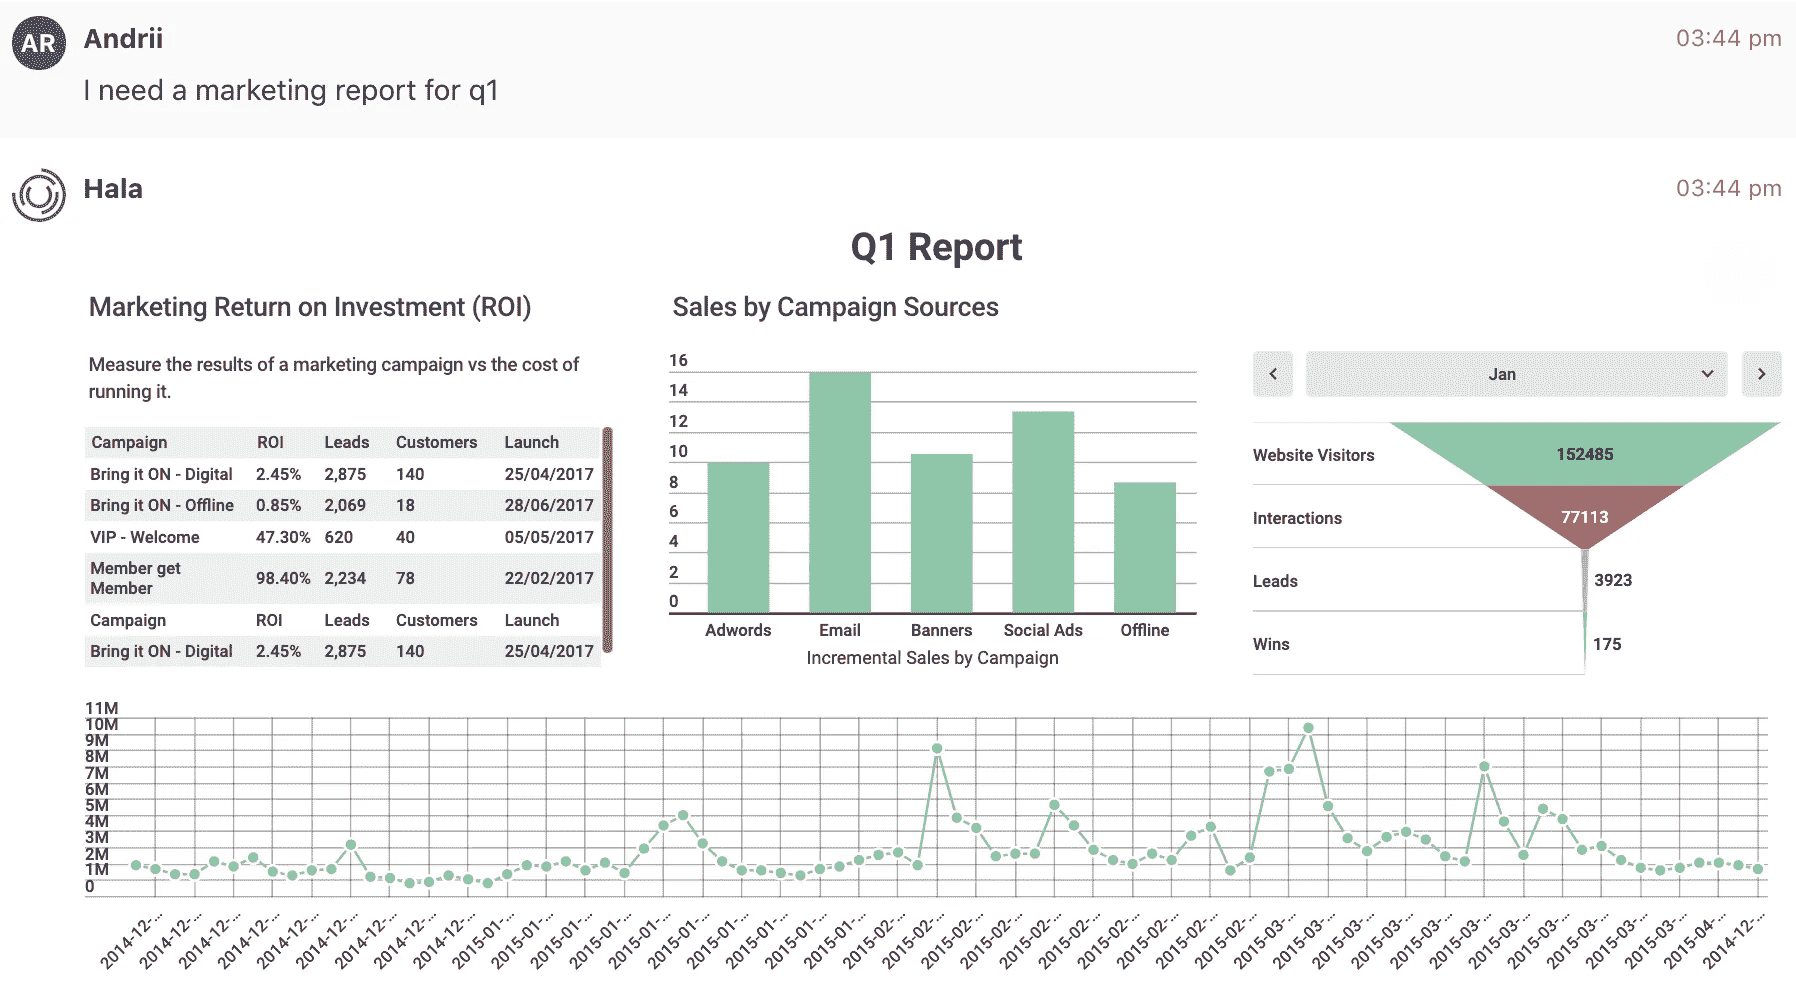 AR
Andrii
03:44 pm
I need a marketing report for q1
Hala
03:44 pm
Q1 Report
Marketing Return on Investment (ROI)
Measure the results of a marketing campaign vs the cost of
running it.
Campaign ROI Leads Customers Launch
Bring it ON - Digital 2.45% 2,875 140 25/04/2017
Bring it ON - Offline 0.85% 2,069 18 28/06/2017
VIP - Welcome 47.30% 620 40 05/05/2017
Member get
Member 98.40% 2,234 78 22/02/2017
Campaign ROI Leads Customers Launch
Bring it ON - Digital 2.45% 2,875 140 25/04/2017
Sales by Campaign Sources
16
14
12
10
8
6
4
2
0
Adwords Email Banners Social Ads Offline
Incremental Sales by Campaign
Jan
Website Visitors 152485
Interactions 77113
Leads 3923
Wins 175
11M
10M
9M
8M
7M
6M
5M
4M
3M
2M
1M
0
2014-12-... 2014-12-... 2014-12-... 2014-12-... 2014-12-... 2014-12-... 2014-12-... 2014-12-... 2014-12-... 2015-01-... 2015-01-... 2015-01-... 2015-01-... 2015-01-... 2015-01-... 2015-01-... 2015-01-... 2015-01-... 2015-01-... 2015-02-... 2015-02-... 2015-02-... 2015-02-... 2015-02-... 2015-02-... 2015-02-... 2015-02-... 2015-02-... 2015-02-... 2015-03-... 2015-03-... 2015-03-... 2015-03-... 2015-03-... 2015-03-... 2015-03-... 2015-03-... 2015-03-... 2015-03-... 2015-03-... 2015-04-... 2014-12-...